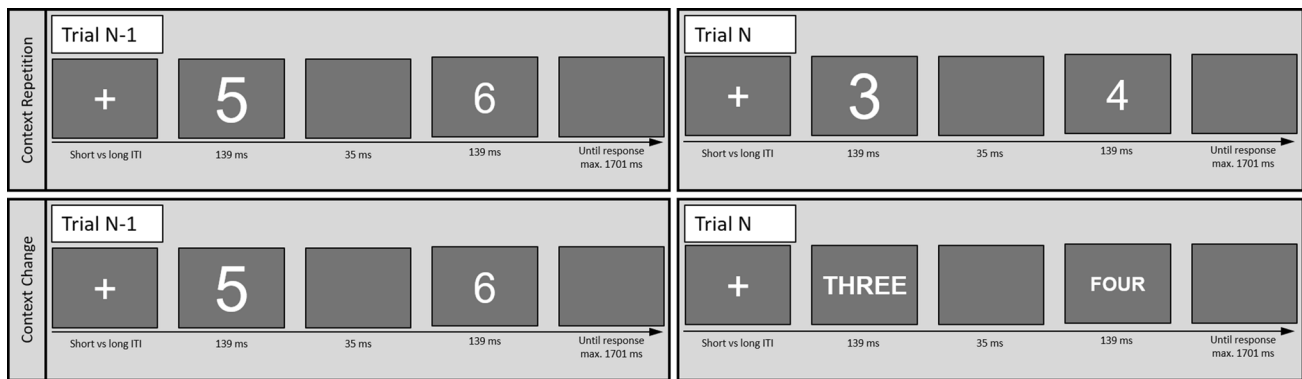 Context Repetition
Trial N-1
+ 5 6
Short vs long ITI 139 ms 35 ms 139 ms Until response
max. 1701 ms
Trial N
+ 3 4
Short vs long ITI 139 ms 35 ms 139 ms Until response
max. 1701 ms
Context Change
Trial N-1
+ 5 6
Short vs long ITI 139 ms 35 ms 139 ms Until response
max. 1701 ms
Trial N
+ THREE FOUR
Short vs long ITI 139 ms 35 ms 139 ms Until response
max. 1701 ms